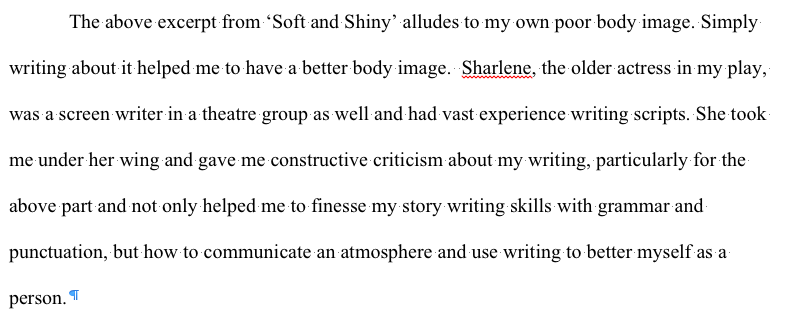 The above excerpt from ‘Soft and Shiny’ alludes to my own poor body image. Simply
writing about it helped me to have a better body image.  Sharlene, the older actress in my play,
was a screen writer in a theatre group as well and had vast experience writing scripts. She took
me under her wing and gave me constructive criticism about my writing, particularly for the
above part and not only helped me to finesse my story writing skills with grammar and
punctuation, but how to communicate an atmosphere and use writing to better myself as a
person.¶